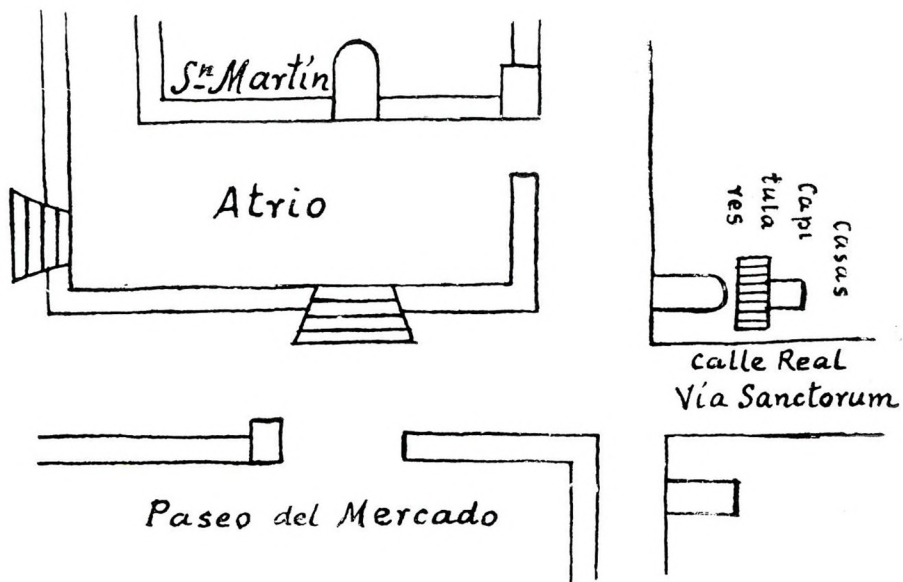 Sⁿ Martín
Atrio
Casas
Capi
tula
res
Calle Real
Vía Sanctorum
Paseo del Mercado